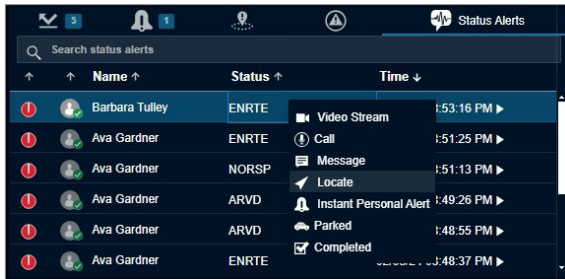 5 1 Status Alerts
Search status alerts
Name Status Time
Barbara Tulley ENRTE :53:16 PM
Video Stream
Ava Gardner ENRTE Call :51:25 PM
Ava Gardner NORSP Message :51:13 PM
Locate
Ava Gardner ARVD Instant Personal Alert :49:26 PM
Ava Gardner ARVD Parked :48:55 PM
Completed
Ava Gardner ENRTE :48:37 PM